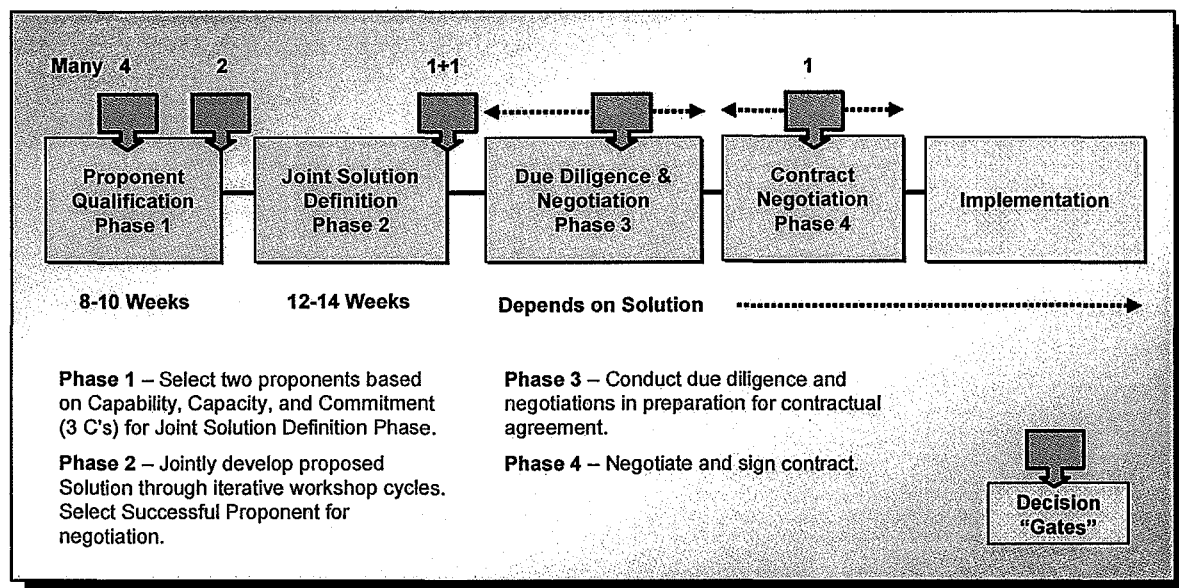 Many 4 2 1+1 1
Proponent
Qualification
Phase 1
Joint Solution
Definition
Phase 2
Due Diligence &
Negotiation
Phase 3
Contract
Negotiation
Phase 4
Implementation
8-10 Weeks
12-14 Weeks
Depends on Solution
Phase 1 – Select two proponents based
on Capability, Capacity, and Commitment
(3 C's) for Joint Solution Definition Phase.
Phase 2 – Jointly develop proposed
Solution through iterative workshop cycles.
Select Successful Proponent for
negotiation.
Phase 3 – Conduct due diligence and
negotiations in preparation for contractual
agreement.
Phase 4 – Negotiate and sign contract.
Decision
"Gates"